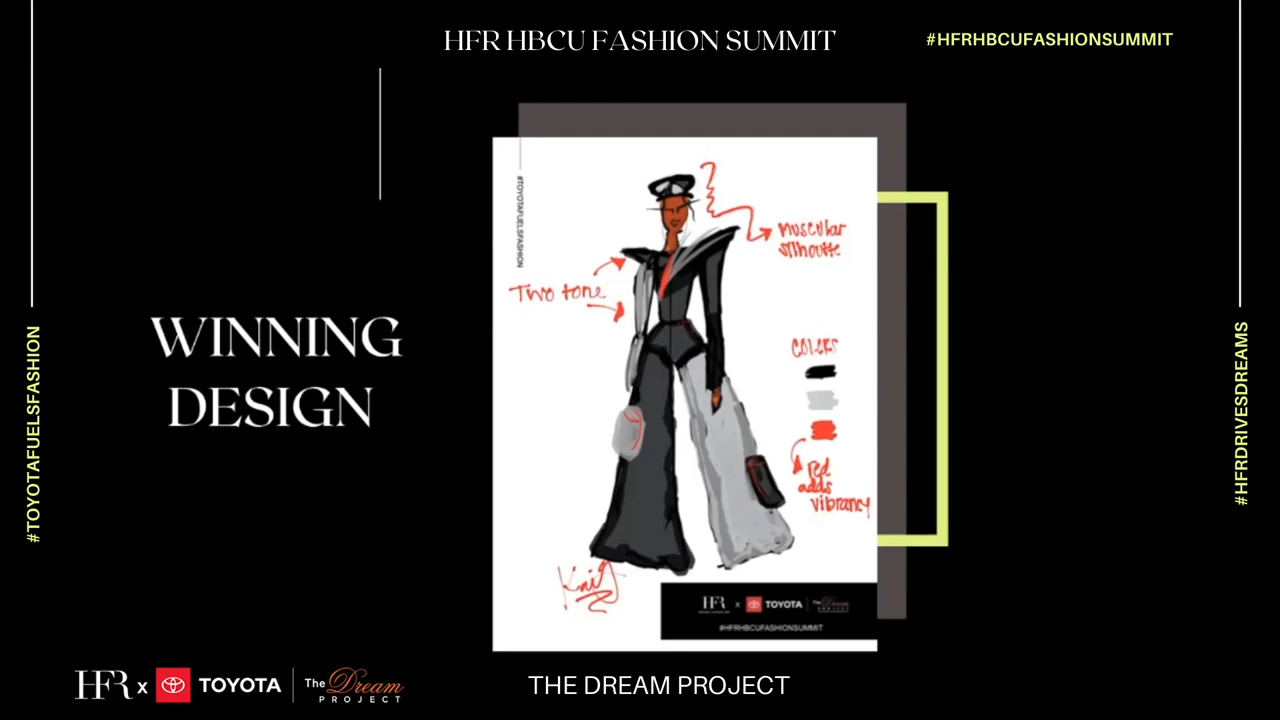 HFR HBCU FASHION SUMMIT
#HFRHBCUFASHIONSUMMIT
#TOYOTAFUELSFASHION
WINNING
DESIGN
#TOYOTAFUELSFASHION
Two tone
Muscular
Silhoutte
COLORS
red
adds
vibrancy
HFR x TOYOTA The Dream PROJECT
#HFRHBCUFASHIONSUMMIT
#HFRDRIVESDREAMS
HFR x TOYOTA The Dream PROJECT
THE DREAM PROJECT